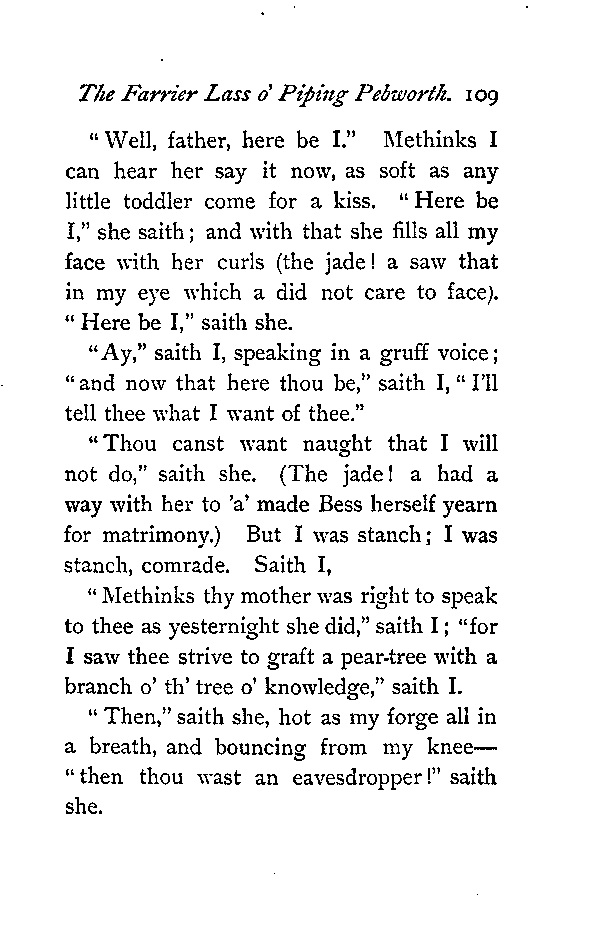 The Farrier Lass o' Piping Pebworth. 109
“Well, father, here be I.” Methinks I
can hear her say it now, as soft as any
little toddler come for a kiss. “Here be
I,” she saith; and with that she fills all my
face with her curls (the jade! a saw that
in my eye which a did not care to face).
“Here be I,” saith she.
“Ay,” saith I, speaking in a gruff voice;
“and now that here thou be,” saith I, “I'll
tell thee what I want of thee.”
“Thou canst want naught that I will
not do,” saith she. (The jade! a had a
way with her to 'a' made Bess herself yearn
for matrimony.) But I was stanch; I was
stanch, comrade. Saith I,
“Methinks thy mother was right to speak
to thee as yesternight she did,” saith I; “for
I saw thee strive to graft a pear-tree with a
branch o' th' tree o' knowledge,” saith I.
“Then,” saith she, hot as my forge all in
a breath, and bouncing from my knee—
“then thou wast an eavesdropper!” saith
she.